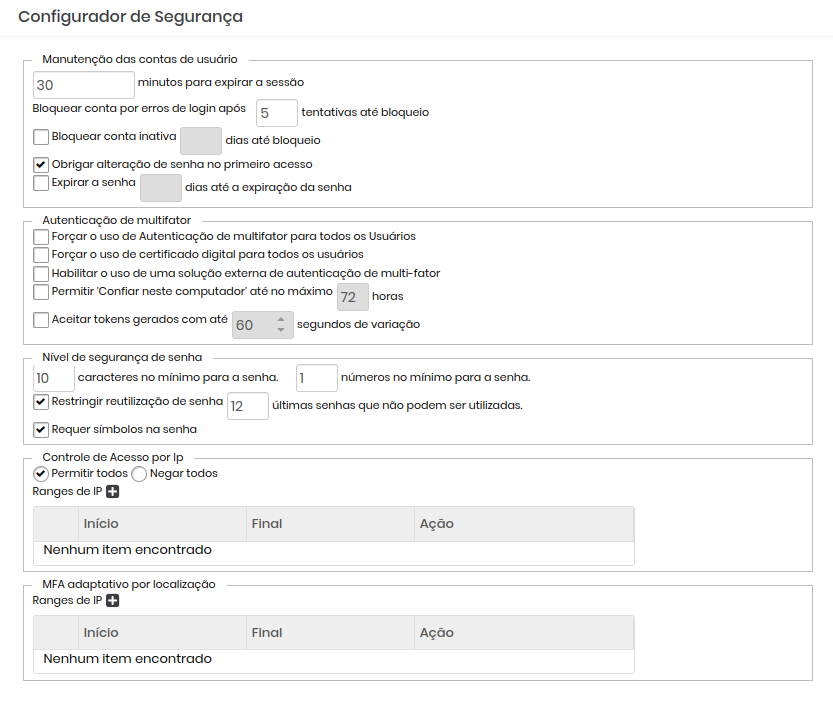 Configurador de Segurança
Manutenção das contas de usuário
30 minutos para expirar a sessão
Bloquear conta por erros de login após 5 tentativas até bloqueio
Bloquear conta inativa dias até bloqueio
Obrigar alteração de senha no primeiro acesso
Expirar a senha dias até a expiração da senha
Autenticação de multifator
Forçar o uso de Autenticação de multifator para todos os Usuários
Forçar o uso de certificado digital para todos os usuários
Habilitar o uso de uma solução externa de autenticação de multi-fator
Permitir 'Confiar neste computador' até no máximo 72 horas
Aceitar tokens gerados com até 60 segundos de variação
Nível de segurança de senha
10 caracteres no mínimo para a senha. 1 números no mínimo para a senha.
Restringir reutilização de senha 12 últimas senhas que não podem ser utilizadas.
Requer símbolos na senha
Controle de Acesso por Ip
Permitir todos Negar todos
Ranges de IP
Início Final Ação
Nenhum item encontrado
MFA adaptativo por localização
Ranges de IP
Início Final Ação
Nenhum item encontrado